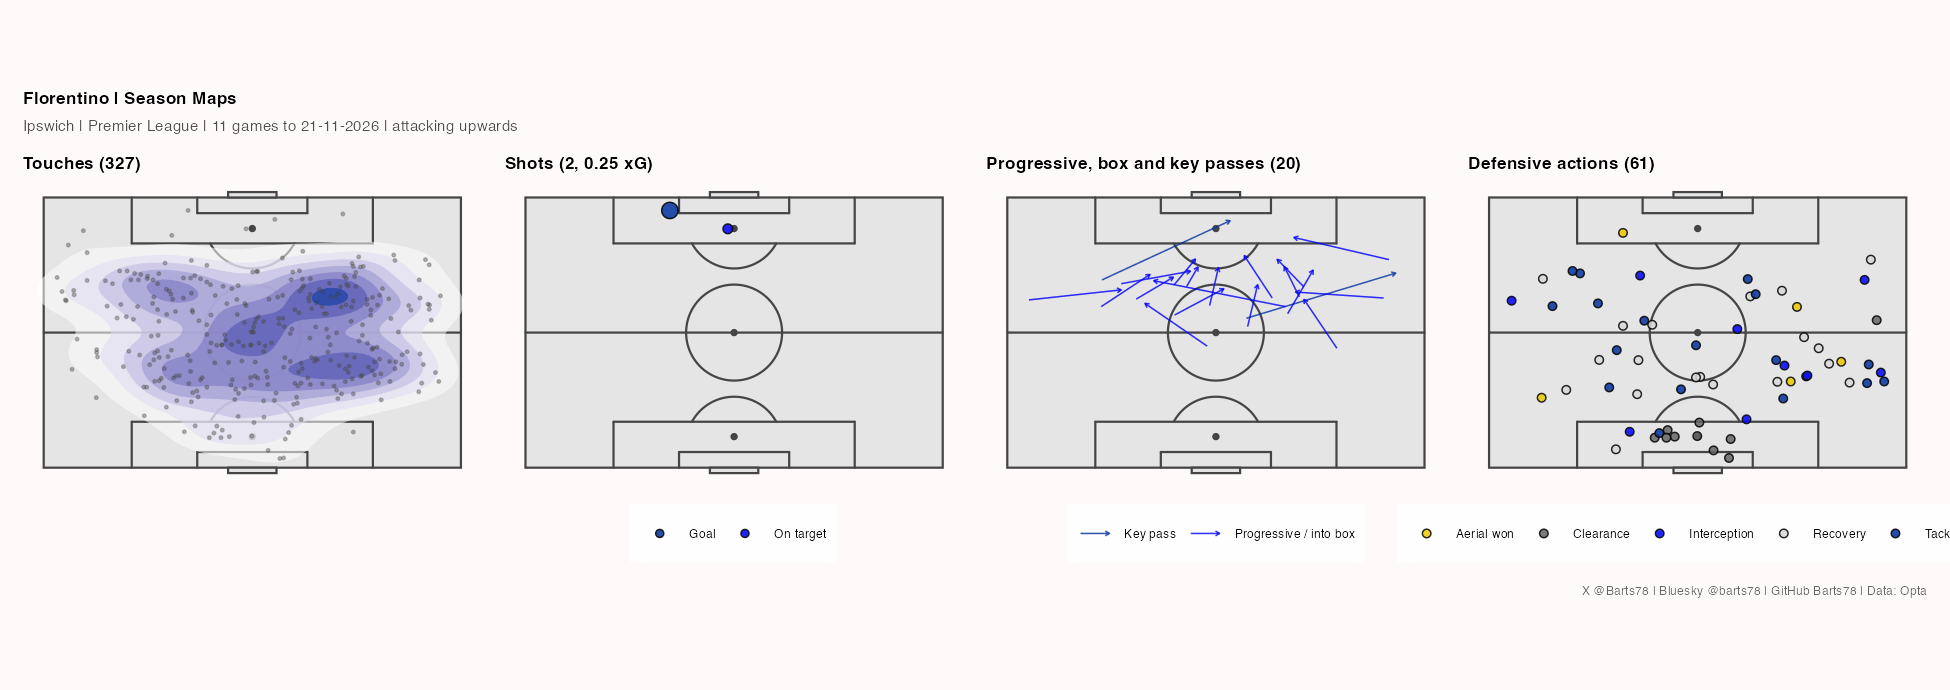 Florentino | Season Maps
Ipswich | Premier League | 11 games to 21-11-2026 | attacking upwards
Touches (327)
Shots (2, 0.25 xG)
Progressive, box and key passes (20)
Defensive actions (61)
Goal
On target
Key pass
Progressive / into box
Aerial won
Clearance
Interception
Recovery
Tack
X @Barts78 | Bluesky @barts78 | GitHub Barts78 | Data: Opta